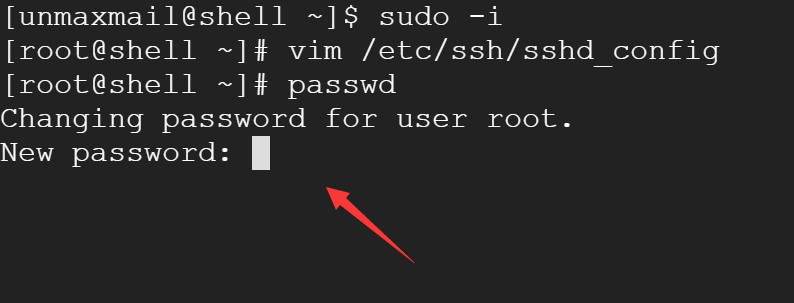 [unmaxmail@shell ~]$ sudo -i
[root@shell ~]# vim /etc/ssh/sshd_config
[root@shell ~]# passwd
Changing password for user root.
New password: